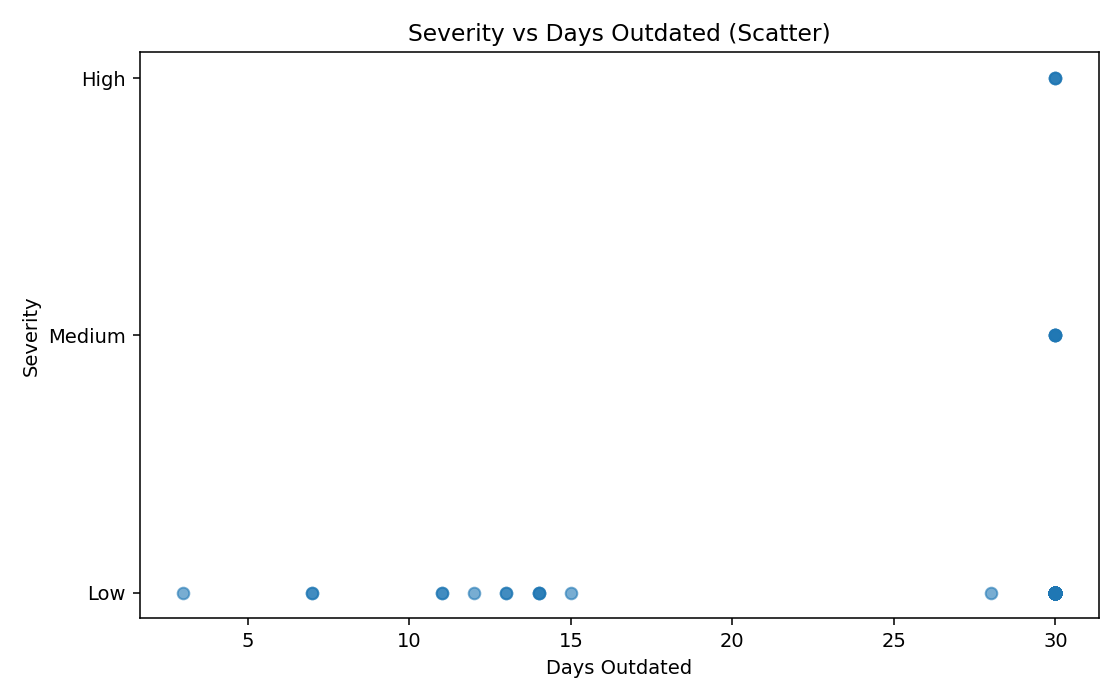 Severity vs Days Outdated (Scatter)
High
Medium
Low
Severity
5 10 15 20 25 30
Days Outdated